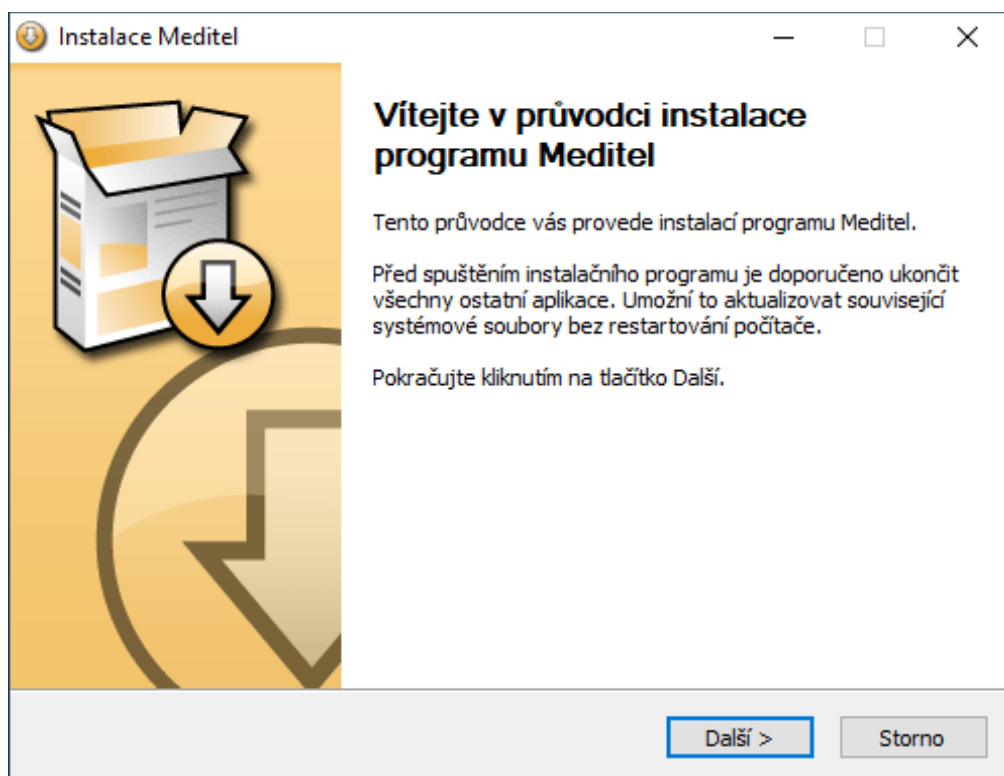 Instalace Meditel
Vítejte v průvodci instalace
programu Meditel
Tento průvodce vás provede instalací programu Meditel.
Před spuštěním instalačního programu je doporučeno ukončit
všechny ostatní aplikace. Umožní to aktualizovat související
systémové soubory bez restartování počítače.
Pokračujte kliknutím na tlačítko Další.
Další >
Storno